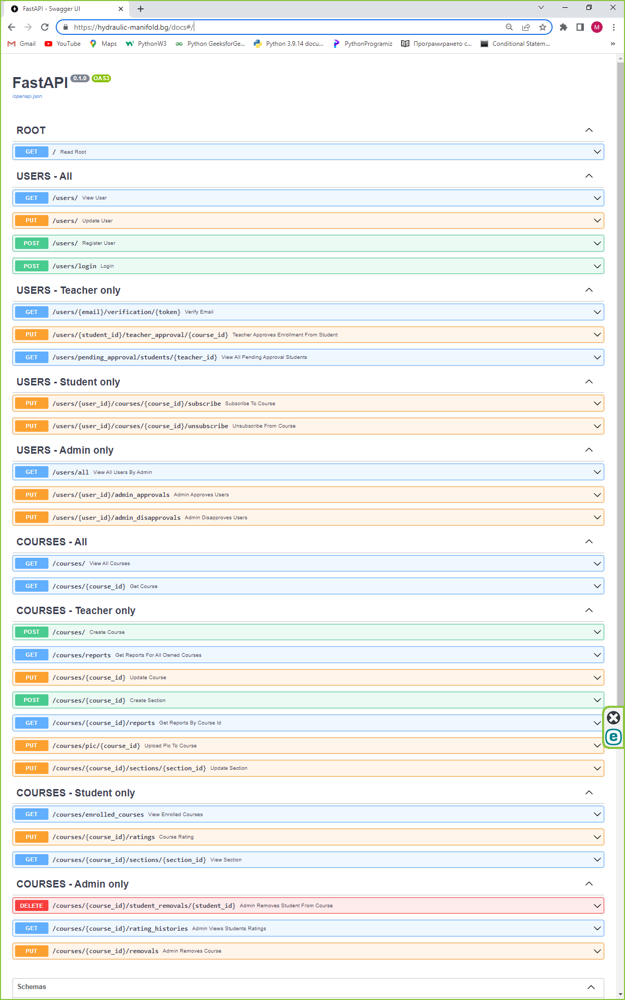 FastAPI - Swagger UI
https://hydraulic-manifold.bg/docs#/
M
Gmail YouTube Maps PythonW3 Python GeeksforGe... Python 3.9.14 docu... PythonProgramiz Програмирането с... Conditional Statem... »
FastAPI 0.1.0 OAS3
/openapi.json
ROOT
GET / Read Root
USERS - All
GET /users/ View User
PUT /users/ Update User
POST /users/ Register User
POST /users/login Login
USERS - Teacher only
GET /users/{email}/verification/{token} Verify Email
PUT /users/{student_id}/teacher_approval/{course_id} Teacher Approves Enrollment From Student
GET /users/pending_approval/students/{teacher_id} View All Pending Approval Students
USERS - Student only
PUT /users/{user_id}/courses/{course_id}/subscribe Subscribe To Course
PUT /users/{user_id}/courses/{course_id}/unsubscribe Unsubscribe From Course
USERS - Admin only
GET /users/all View All Users By Admin
PUT /users/{user_id}/admin_approvals Admin Approves Users
PUT /users/{user_id}/admin_disapprovals Admin Disapproves Users
COURSES - All
GET /courses/ View All Courses
GET /courses/{course_id} Get Course
COURSES - Teacher only
POST /courses/ Create Course
GET /courses/reports Get Reports For All Owned Courses
PUT /courses/{course_id} Update Course
POST /courses/{course_id} Create Section
GET /courses/{course_id}/reports Get Reports By Course Id
PUT /courses/pic/{course_id} Upload Pic To Course
PUT /courses/{course_id}/sections/{section_id} Update Section
COURSES - Student only
GET /courses/enrolled_courses View Enrolled Courses
PUT /courses/{course_id}/ratings Course Rating
GET /courses/{course_id}/sections/{section_id} View Section
COURSES - Admin only
DELETE /courses/{course_id}/student_removals/{student_id} Admin Removes Student From Course
GET /courses/{course_id}/rating_histories Admin Views Students Ratings
PUT /courses/{course_id}/removals Admin Removes Course
Schemas